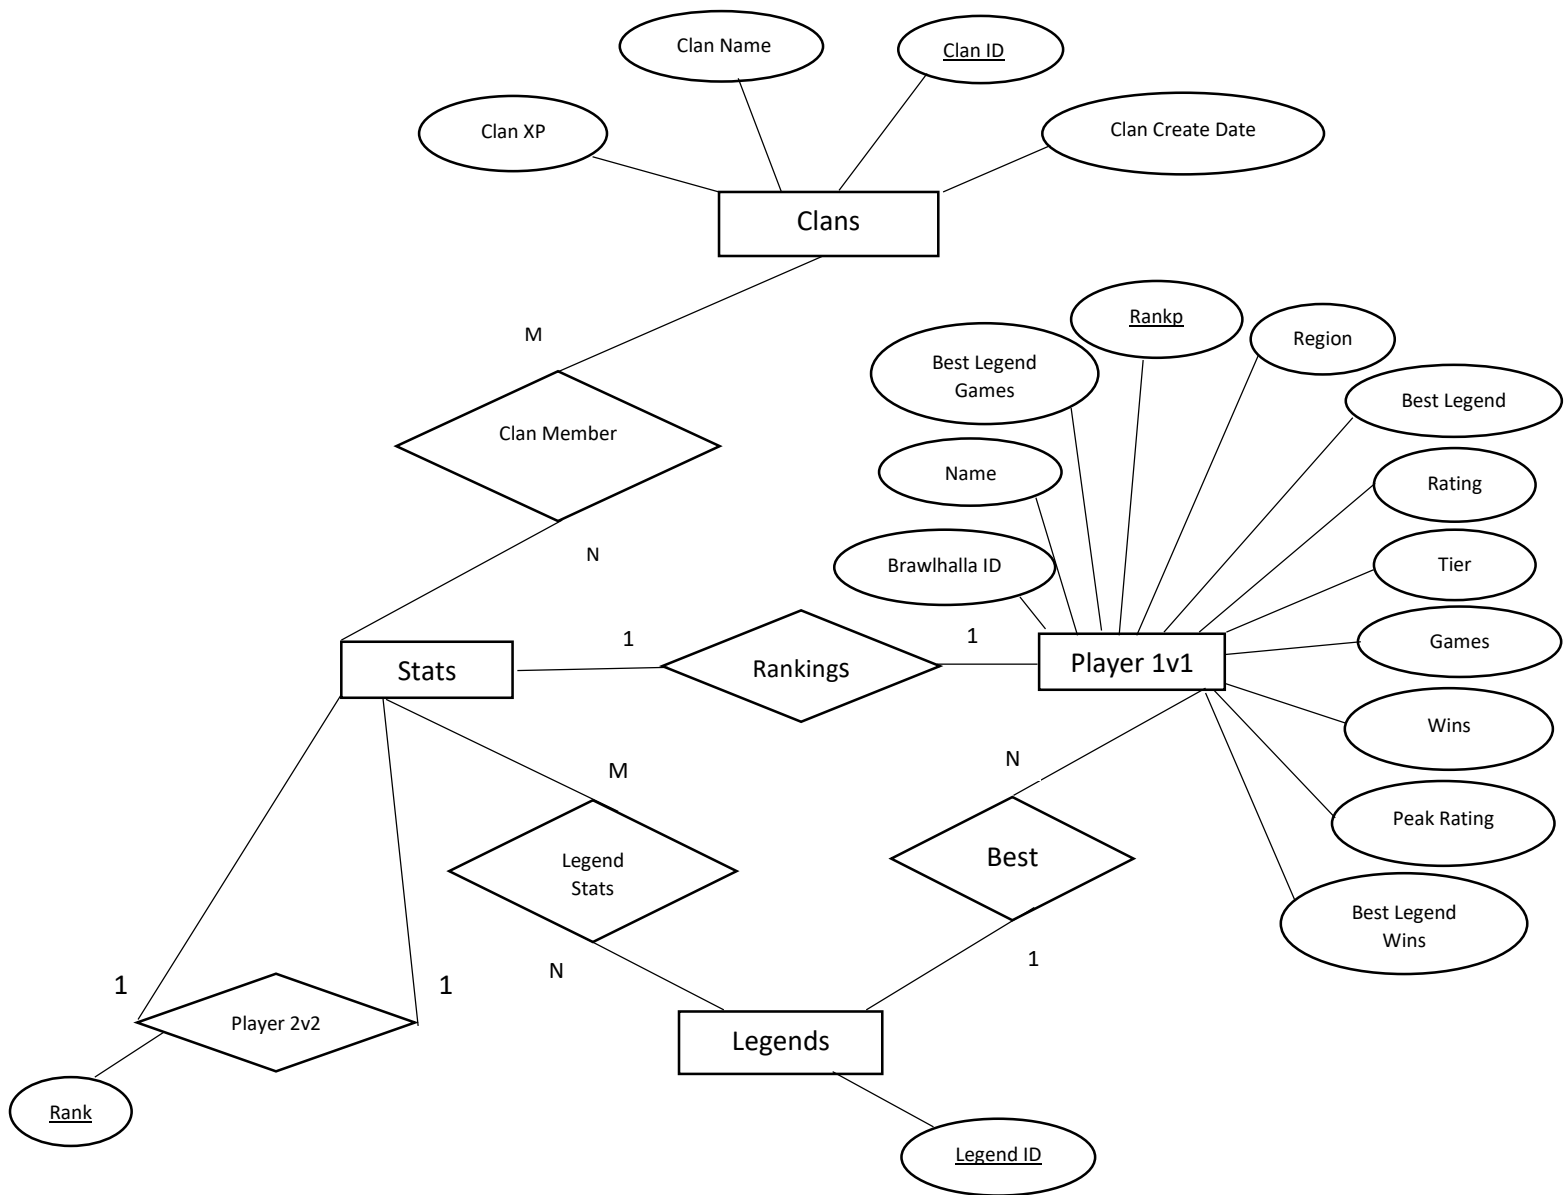 Clan Name
Clan ID
Clan XP
Clan Create Date
Clans
M
Rankp
Region
Best Legend
Games
Best Legend
Clan Member
Name
Rating
N
Brawlhalla ID
Tier
1
1
Stats
Rankings
Player 1v1
Games
Wins
M
N
Peak Rating
Legend
Stats
Best
Best Legend
Wins
N
1
1
1
Player 2v2
Legends
Rank
Legend ID